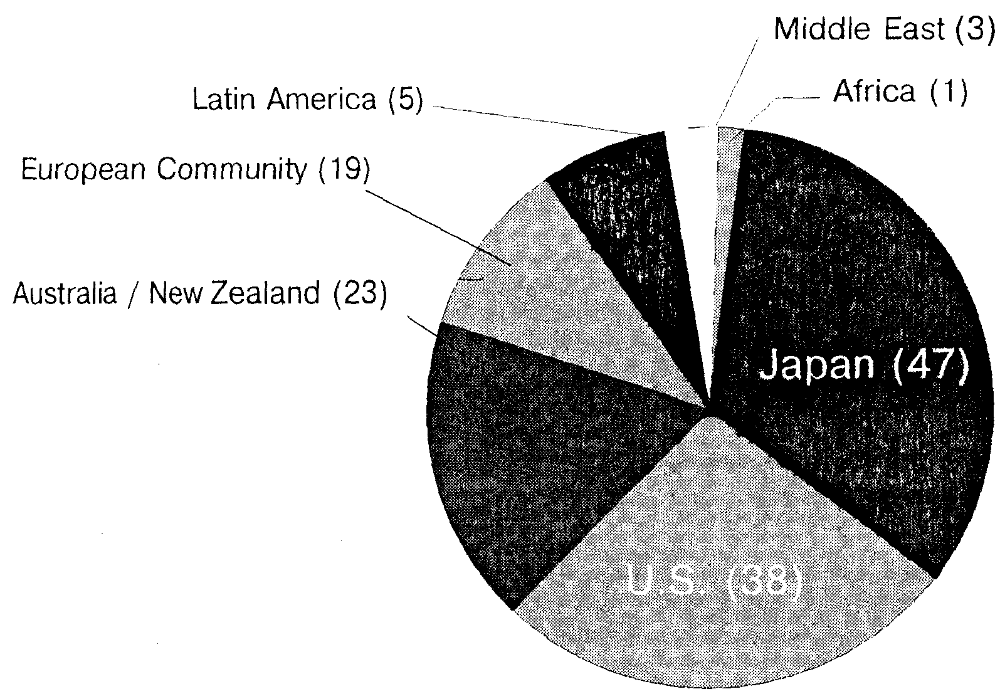 Middle East (3)
Africa (1)
Latin America (5)
European Community (19)
Australia / New Zealand (23)
Japan (47)
U.S. (38)